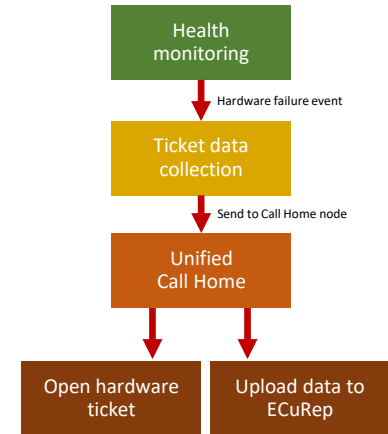 Health
monitoring
Hardware failure event
Ticket data
collection
Send to Call Home node
Unified
Call Home
Open hardware
ticket
Upload data to
ECuRep